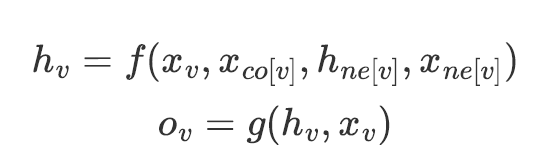 h_v = f(x_v, x_{co[v]}, h_{ne[v]}, x_{ne[v]})
o_v = g(h_v, x_v)